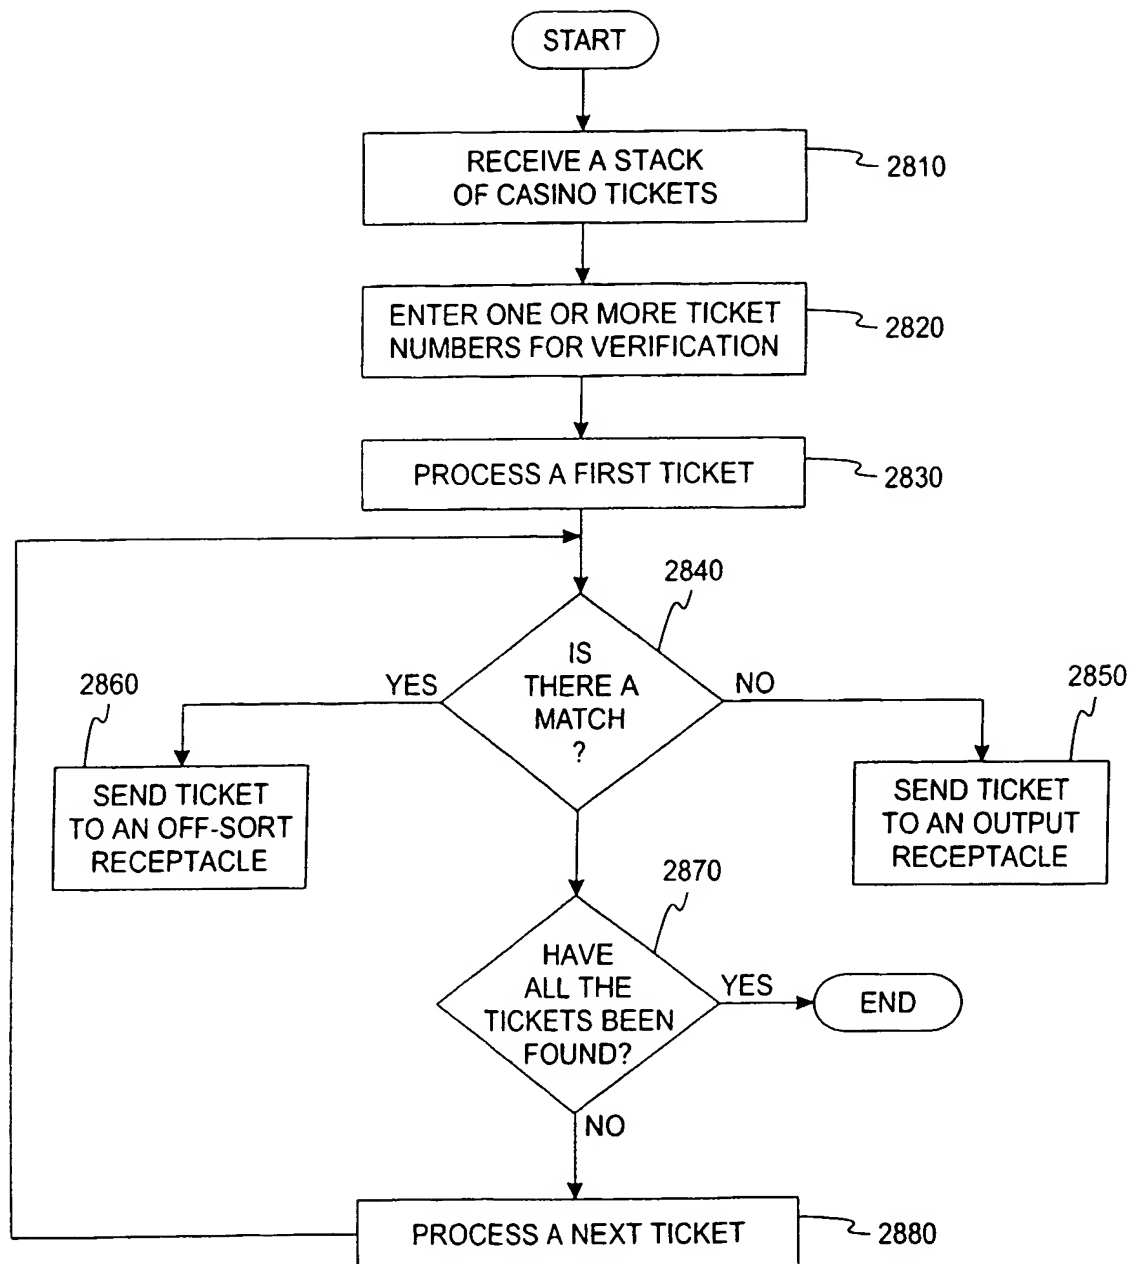 START
RECEIVE A STACK
OF CASINO TICKETS
2810
ENTER ONE OR MORE TICKET
NUMBERS FOR VERIFICATION
2820
PROCESS A FIRST TICKET
2830
2840
IS
THERE A
MATCH
?
YES
NO
2860
SEND TICKET
TO AN OFF-SORT
RECEPTACLE
2850
SEND TICKET
TO AN OUTPUT
RECEPTACLE
2870
HAVE
ALL THE
TICKETS BEEN
FOUND?
YES
END
NO
PROCESS A NEXT TICKET
2880